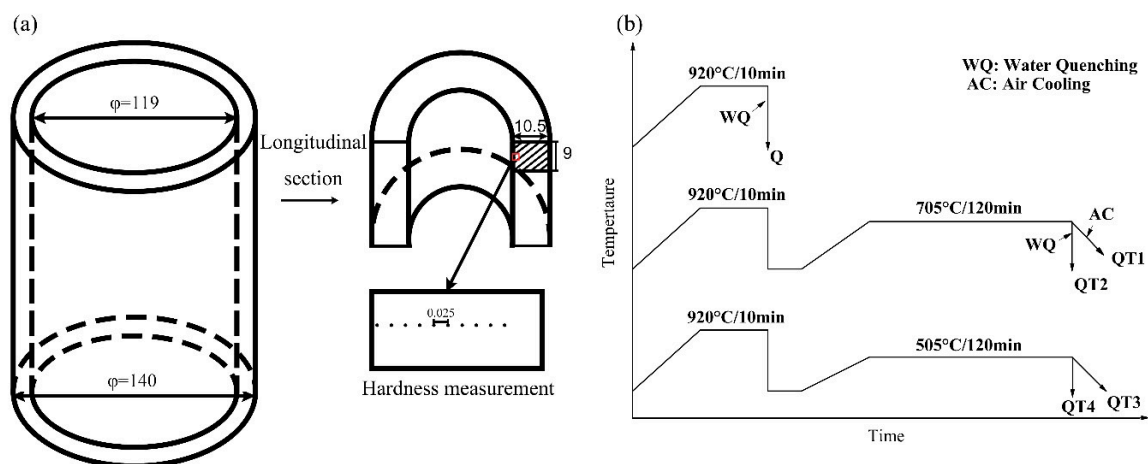 (a)
φ=119
φ=140
Longitudinal
section
10.5
9
0.025
Hardness measurement
(b)
Tempertaure
Time
WQ: Water Quenching
AC: Air Cooling
920°C/10min
WQ
Q
920°C/10min
705°C/120min
AC
WQ
QT1
QT2
920°C/10min
505°C/120min
QT4
QT3